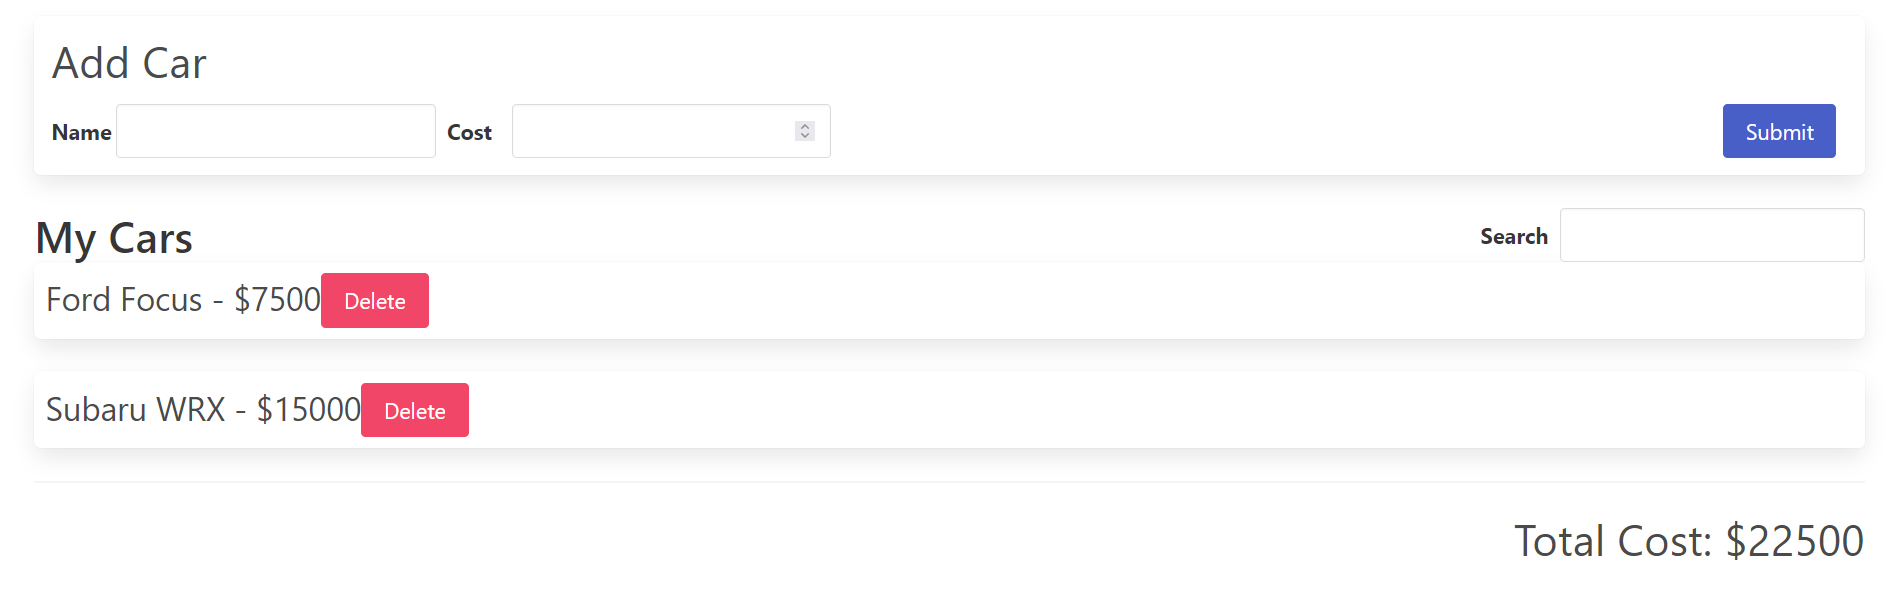 Add Car
Name Cost Submit
My Cars Search
Ford Focus - $7500 Delete
Subaru WRX - $15000 Delete
Total Cost: $22500